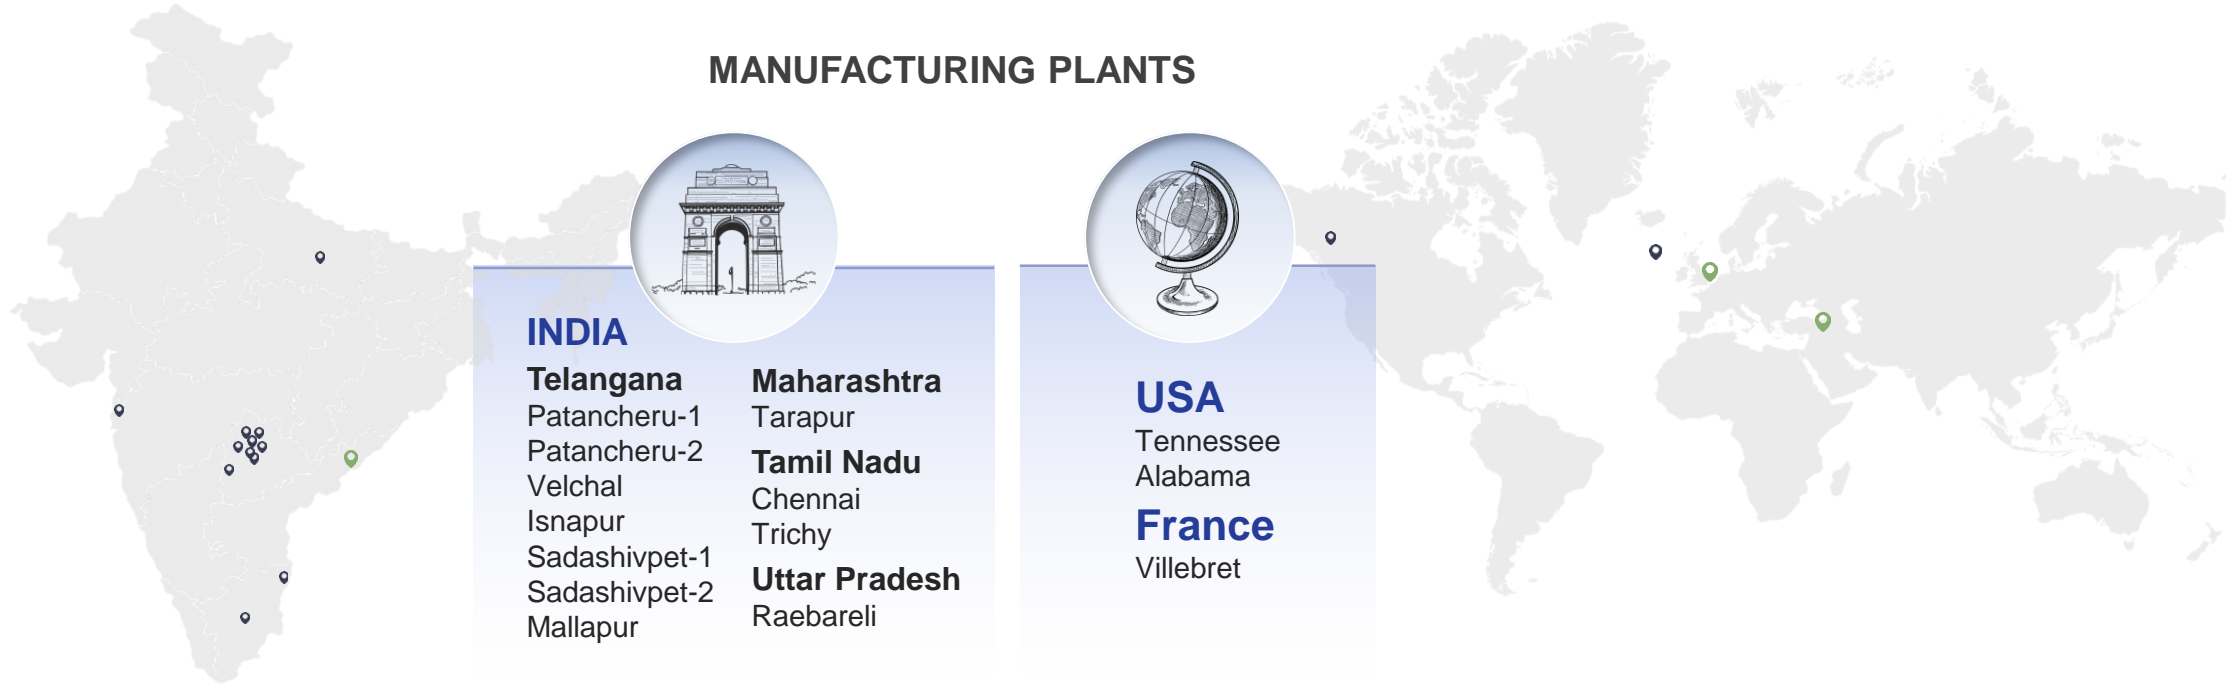 MANUFACTURING PLANTS
INDIA
Telangana
Patancheru-1
Patancheru-2
Velchal
Isnapur
Sadashivpet-1
Sadashivpet-2
Mallapur
Maharashtra
Tarapur
Tamil Nadu
Chennai
Trichy
Uttar Pradesh
Raebareli
USA
Tennessee
Alabama
France
Villebret